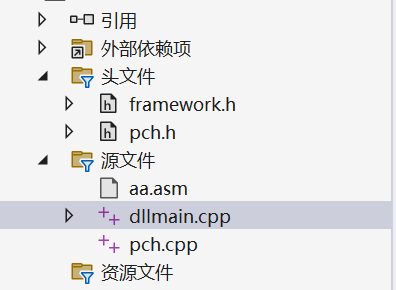 引用
外部依赖项
头文件
framework.h
pch.h
源文件
aa.asm
dllmain.cpp
pch.cpp
资源文件